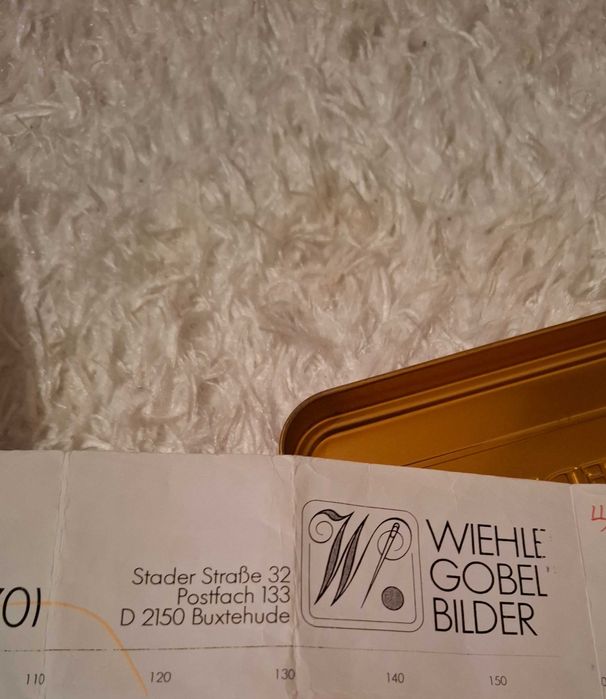 WIEHLE
GOBEL
BILDER
Stader Straße 32
Postfach 133
D 2150 Buxtehude
110 120 130 140 150